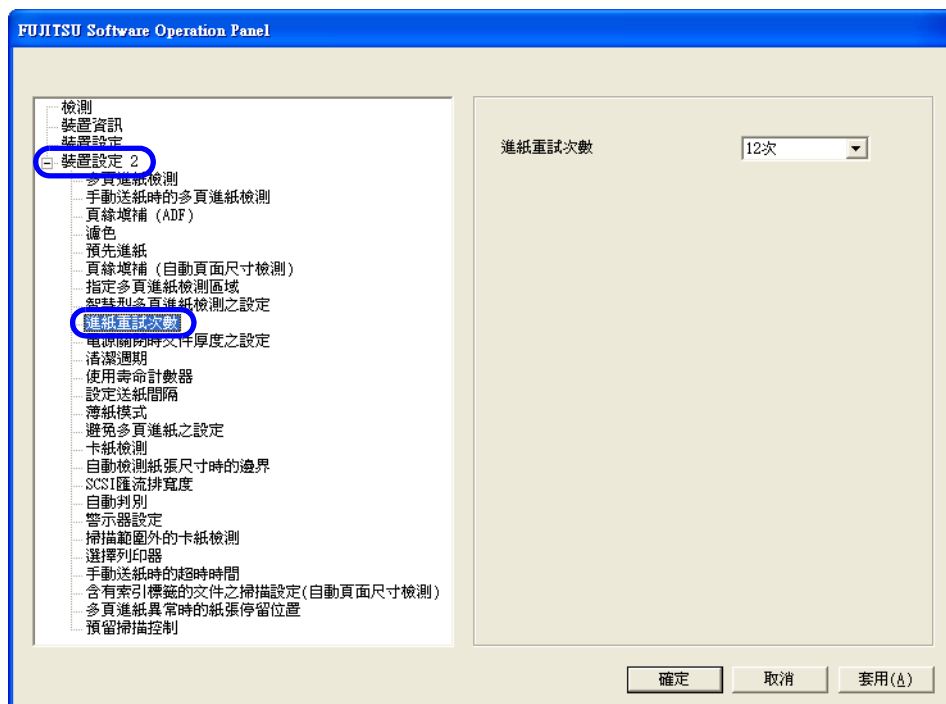 FUJITSU Software Operation Panel
檢測
裝置資訊
裝置設定
裝置設定 2
多頁進紙檢測
手動送紙時的多頁進紙檢測
頁緣填補 (ADF)
濾色
預先進紙
頁緣填補 (自動頁面尺寸檢測)
指定多頁進紙檢測區域
智慧型多頁進紙檢測之設定
進紙重試次數
電源關閉時文件厚度之設定
清潔週期
使用壽命計數器
設定送紙間隔
薄紙模式
避免多頁進紙之設定
卡紙檢測
自動檢測紙張尺寸時的邊界
SCSI匯流排寬度
自動判別
警示器設定
掃描範圍外的卡紙檢測
選擇列印器
手動送紙時的超時時間
含有索引標籤的文件之掃描設定(自動頁面尺寸檢測)
多頁進紙異常時的紙張停留位置
預留掃描控制
進紙重試次數
12次
確定
取消
套用(A)